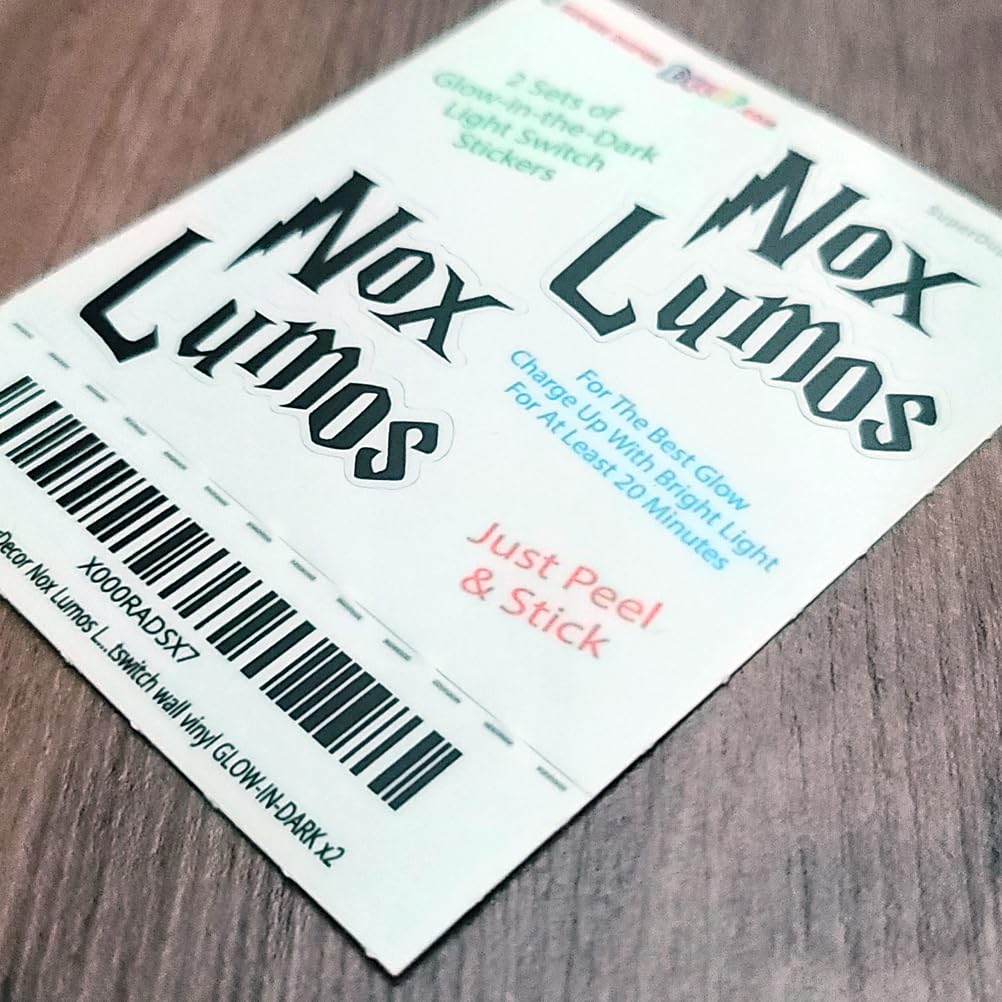 2 Sets of
Glow-in-the-Dark
Light Switch
Stickers
Nox
Lumos
Nox
Lumos
For The Best Glow
Charge Up With Bright Light
For At Least 20 Minutes
Just Peel
& Stick
X000RADSX7
Decor Nox Lumos L...tswitch wall vinyl GLOW-IN-DARK x2